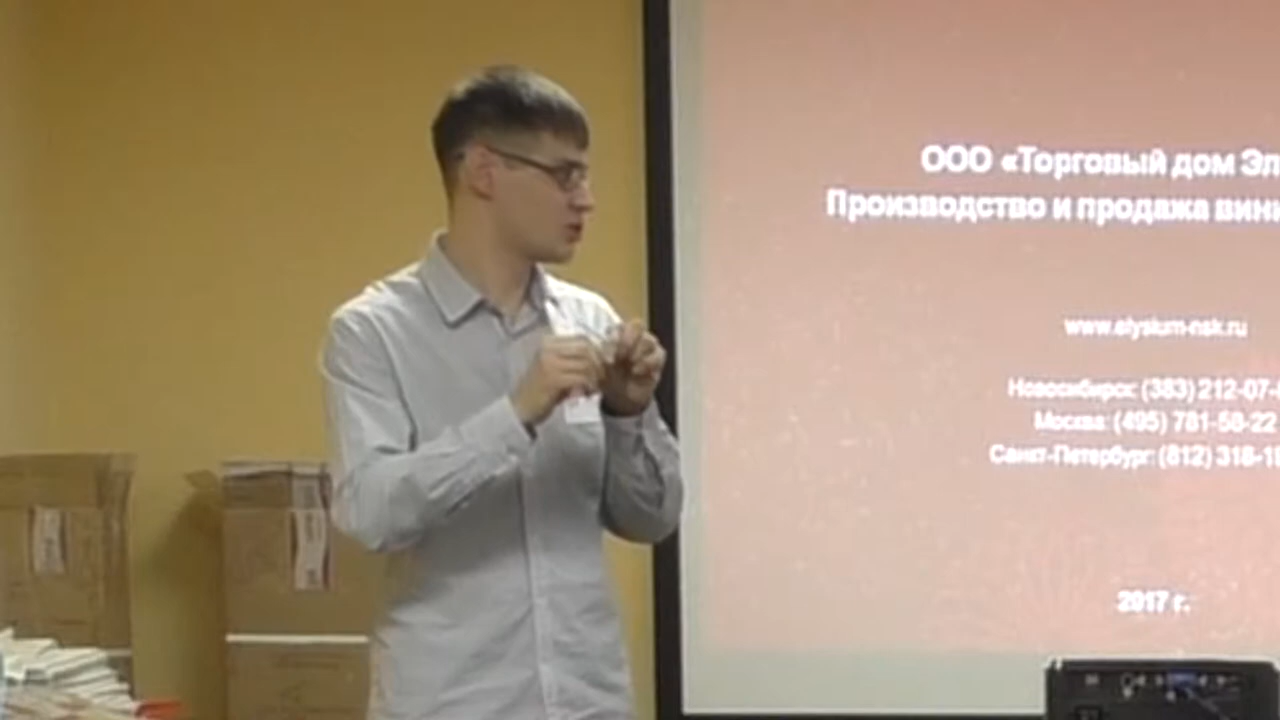 ООО «Торговый дом Эл
Производство и продажа вин
www.elysium-nsk.ru
Новосибирск: (383) 212-07-
Москва: (495) 781-58-22
Санкт-Петербург: (812) 318-1
2017 г.